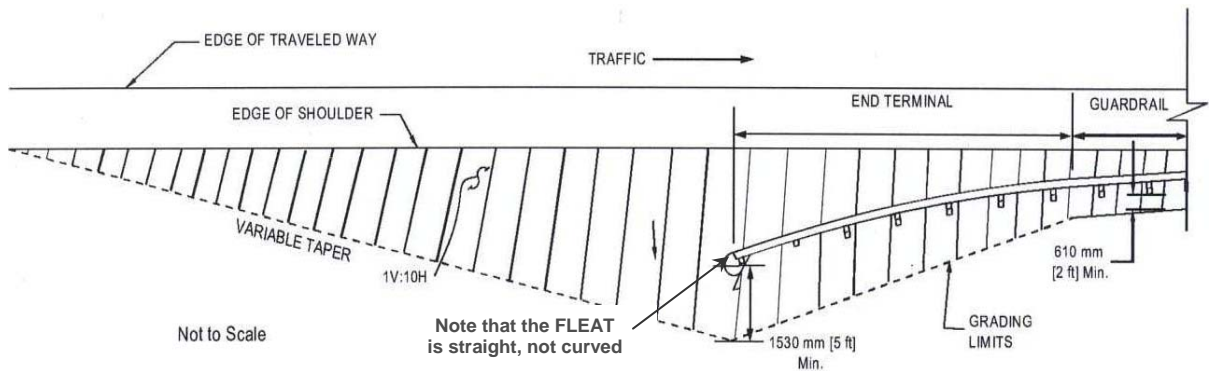 EDGE OF TRAVELED WAY
TRAFFIC
END TERMINAL
GUARDRAIL
EDGE OF SHOULDER
VARIABLE TAPER
1V:10H
610 mm
[2 ft] Min.
Note that the FLEAT
is straight, not curved
Not to Scale
1530 mm [5 ft]
Min.
GRADING
LIMITS